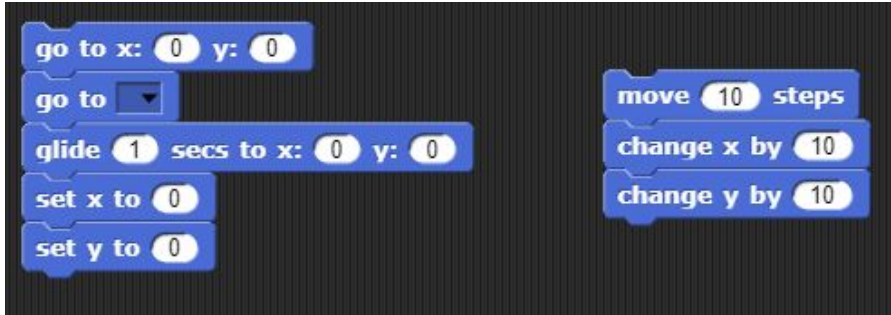 go to x: 0 y: 0
go to
glide 1 secs to x: 0 y: 0
set x to 0
set y to 0
move 10 steps
change x by 10
change y by 10